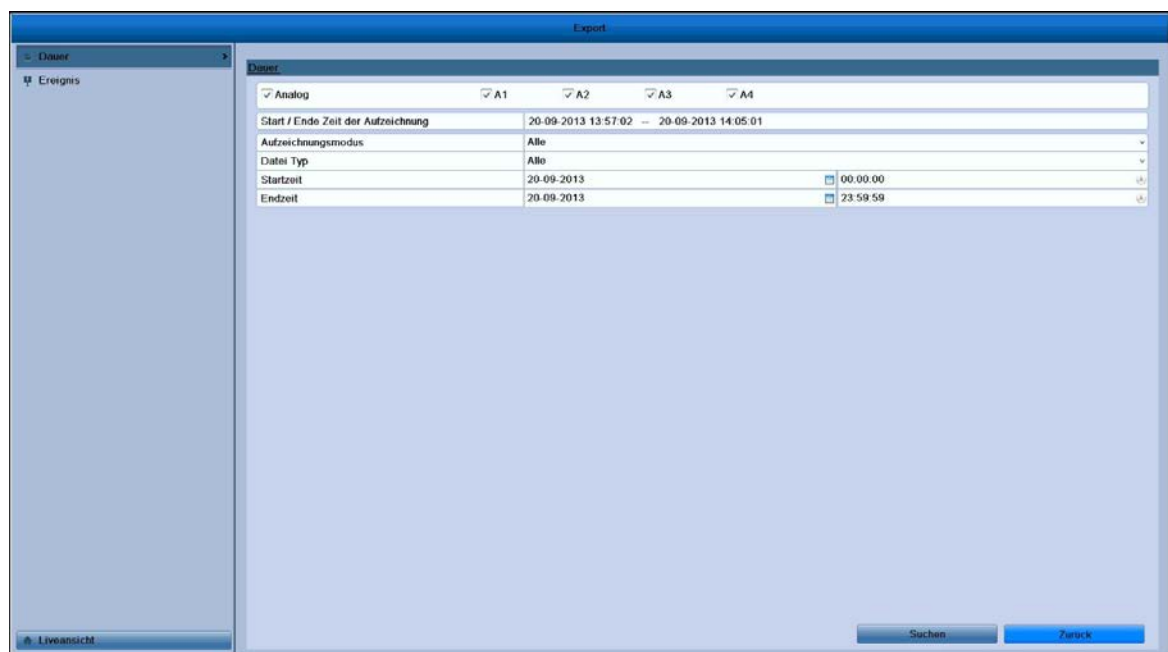 Export
Dauer
Ereignis
Dauer
Analog A1 A2 A3 A4
Start / Ende Zeit der Aufzeichnung 20-09-2013 13:57:02 -- 20-09-2013 14:05:01
Aufzeichnungsmodus Alle
Datei Typ Alle
Startzeit 20-09-2013 00:00:00
Endzeit 20-09-2013 23:59:59
Liveansicht Suchen Zurück